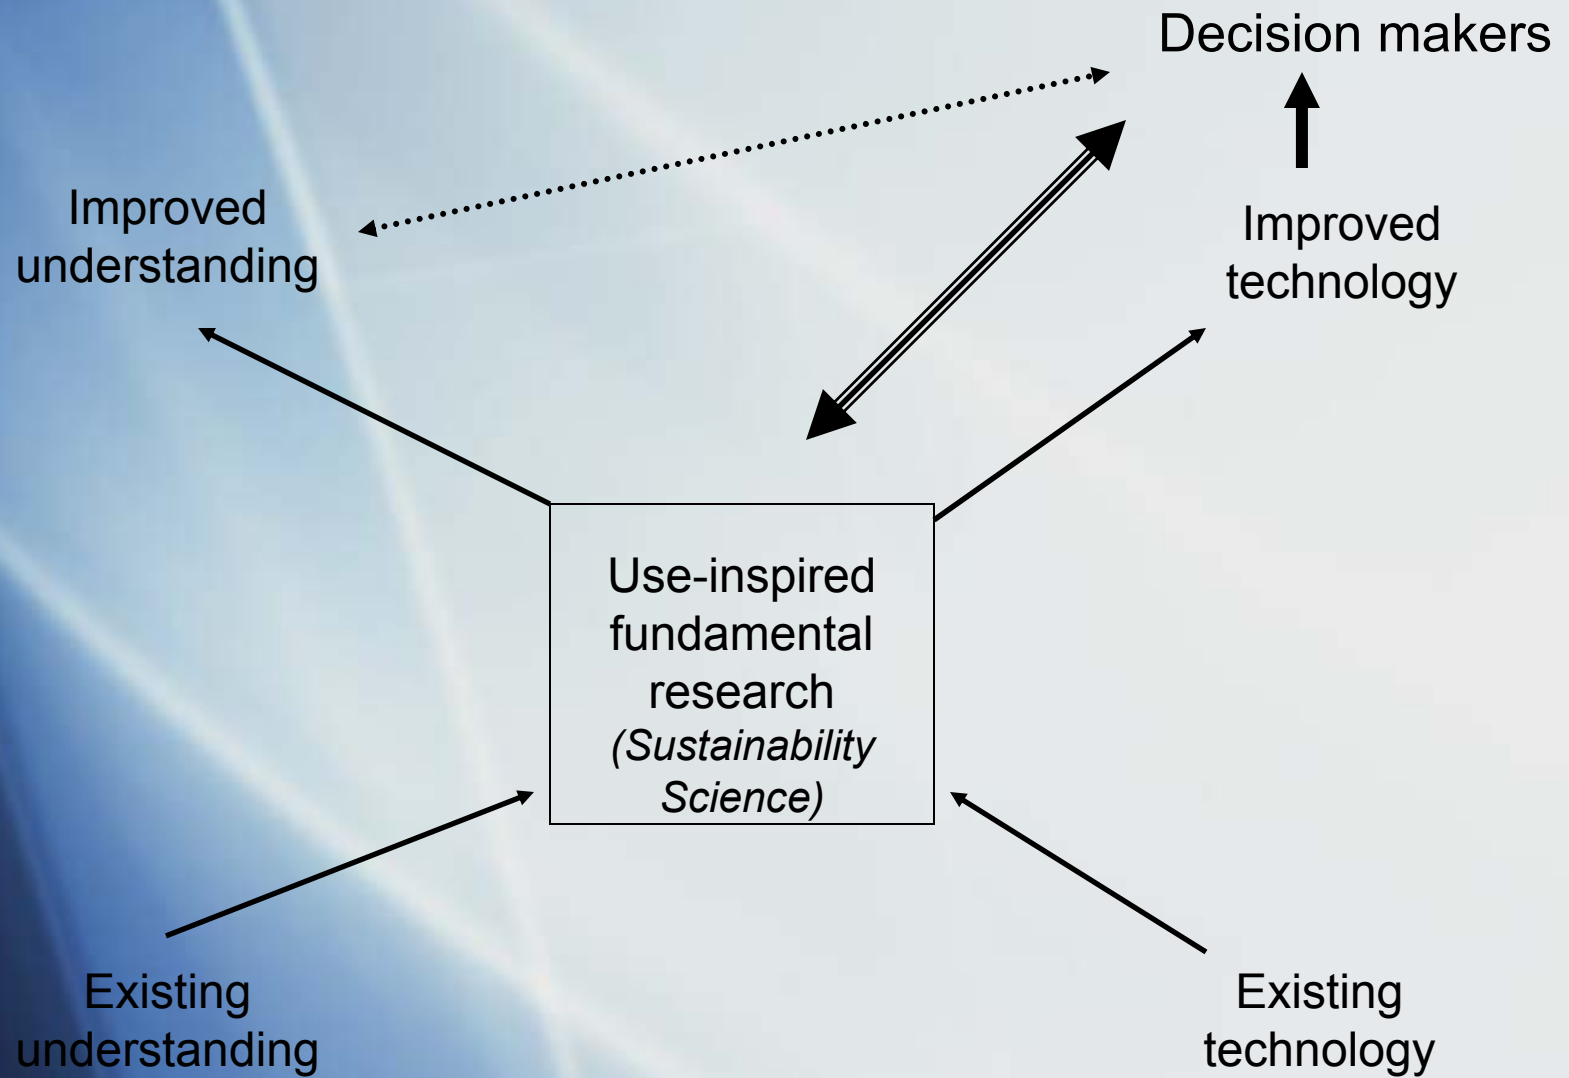 Decision makers
Improved
understanding
Improved
technology
Use-inspired
fundamental
research
(Sustainability
Science)
Existing
understanding
Existing
technology